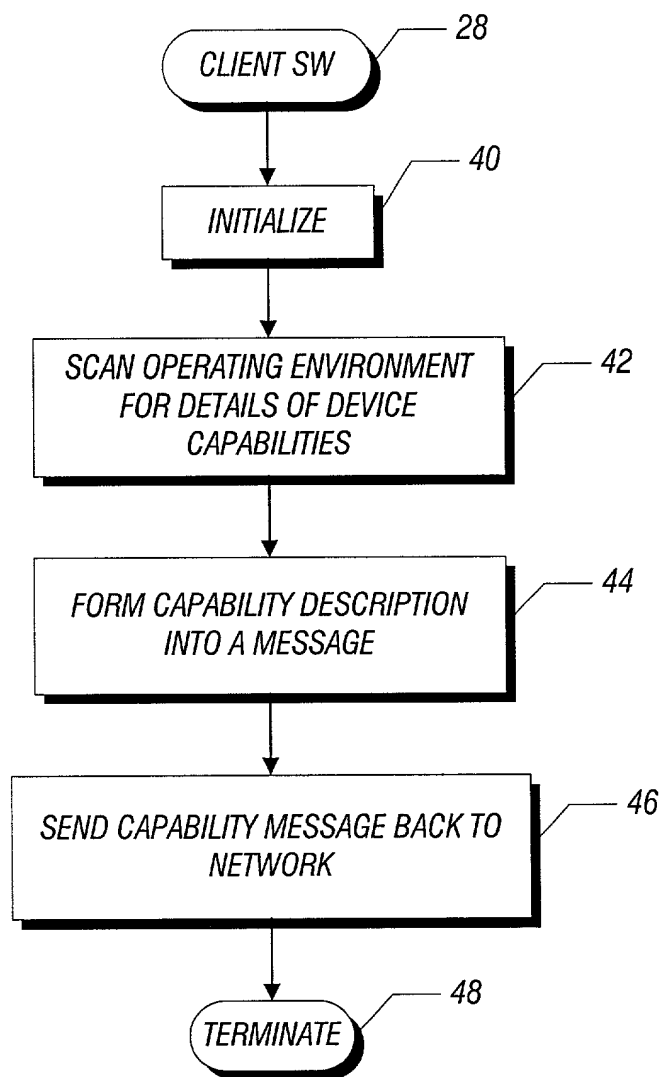 28
CLIENT SW
40
INITIALIZE
SCAN OPERATING ENVIRONMENT
FOR DETAILS OF DEVICE
CAPABILITIES
42
44
FORM CAPABILITY DESCRIPTION
INTO A MESSAGE
46
SEND CAPABILITY MESSAGE BACK TO
NETWORK
48
TERMINATE